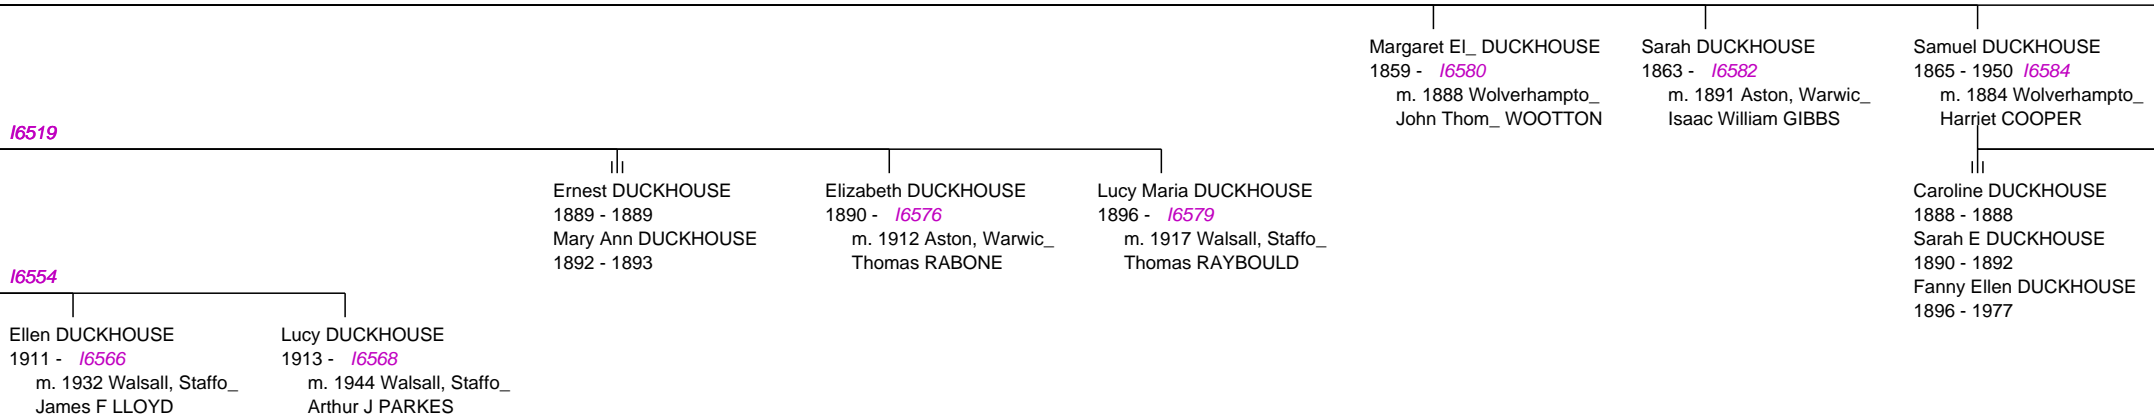 Margaret El_ DUCKHOUSE
1859 - I6580
m. 1888 Wolverhampto_
John Thom_ WOOTTON
Sarah DUCKHOUSE
1863 - I6582
m. 1891 Aston, Warwic_
Isaac William GIBBS
Samuel DUCKHOUSE
1865 - 1950 I6584
m. 1884 Wolverhampto_
Harriet COOPER
I6519
Ernest DUCKHOUSE
1889 - 1889
Mary Ann DUCKHOUSE
1892 - 1893
Elizabeth DUCKHOUSE
1890 - I6576
m. 1912 Aston, Warwic_
Thomas RABONE
Lucy Maria DUCKHOUSE
1896 - I6579
m. 1917 Walsall, Staffo_
Thomas RAYBOULD
Caroline DUCKHOUSE
1888 - 1888
Sarah E DUCKHOUSE
1890 - 1892
Fanny Ellen DUCKHOUSE
1896 - 1977
I6554
Ellen DUCKHOUSE
1911 - I6566
m. 1932 Walsall, Staffo_
James F LLOYD
Lucy DUCKHOUSE
1913 - I6568
m. 1944 Walsall, Staffo_
Arthur J PARKES